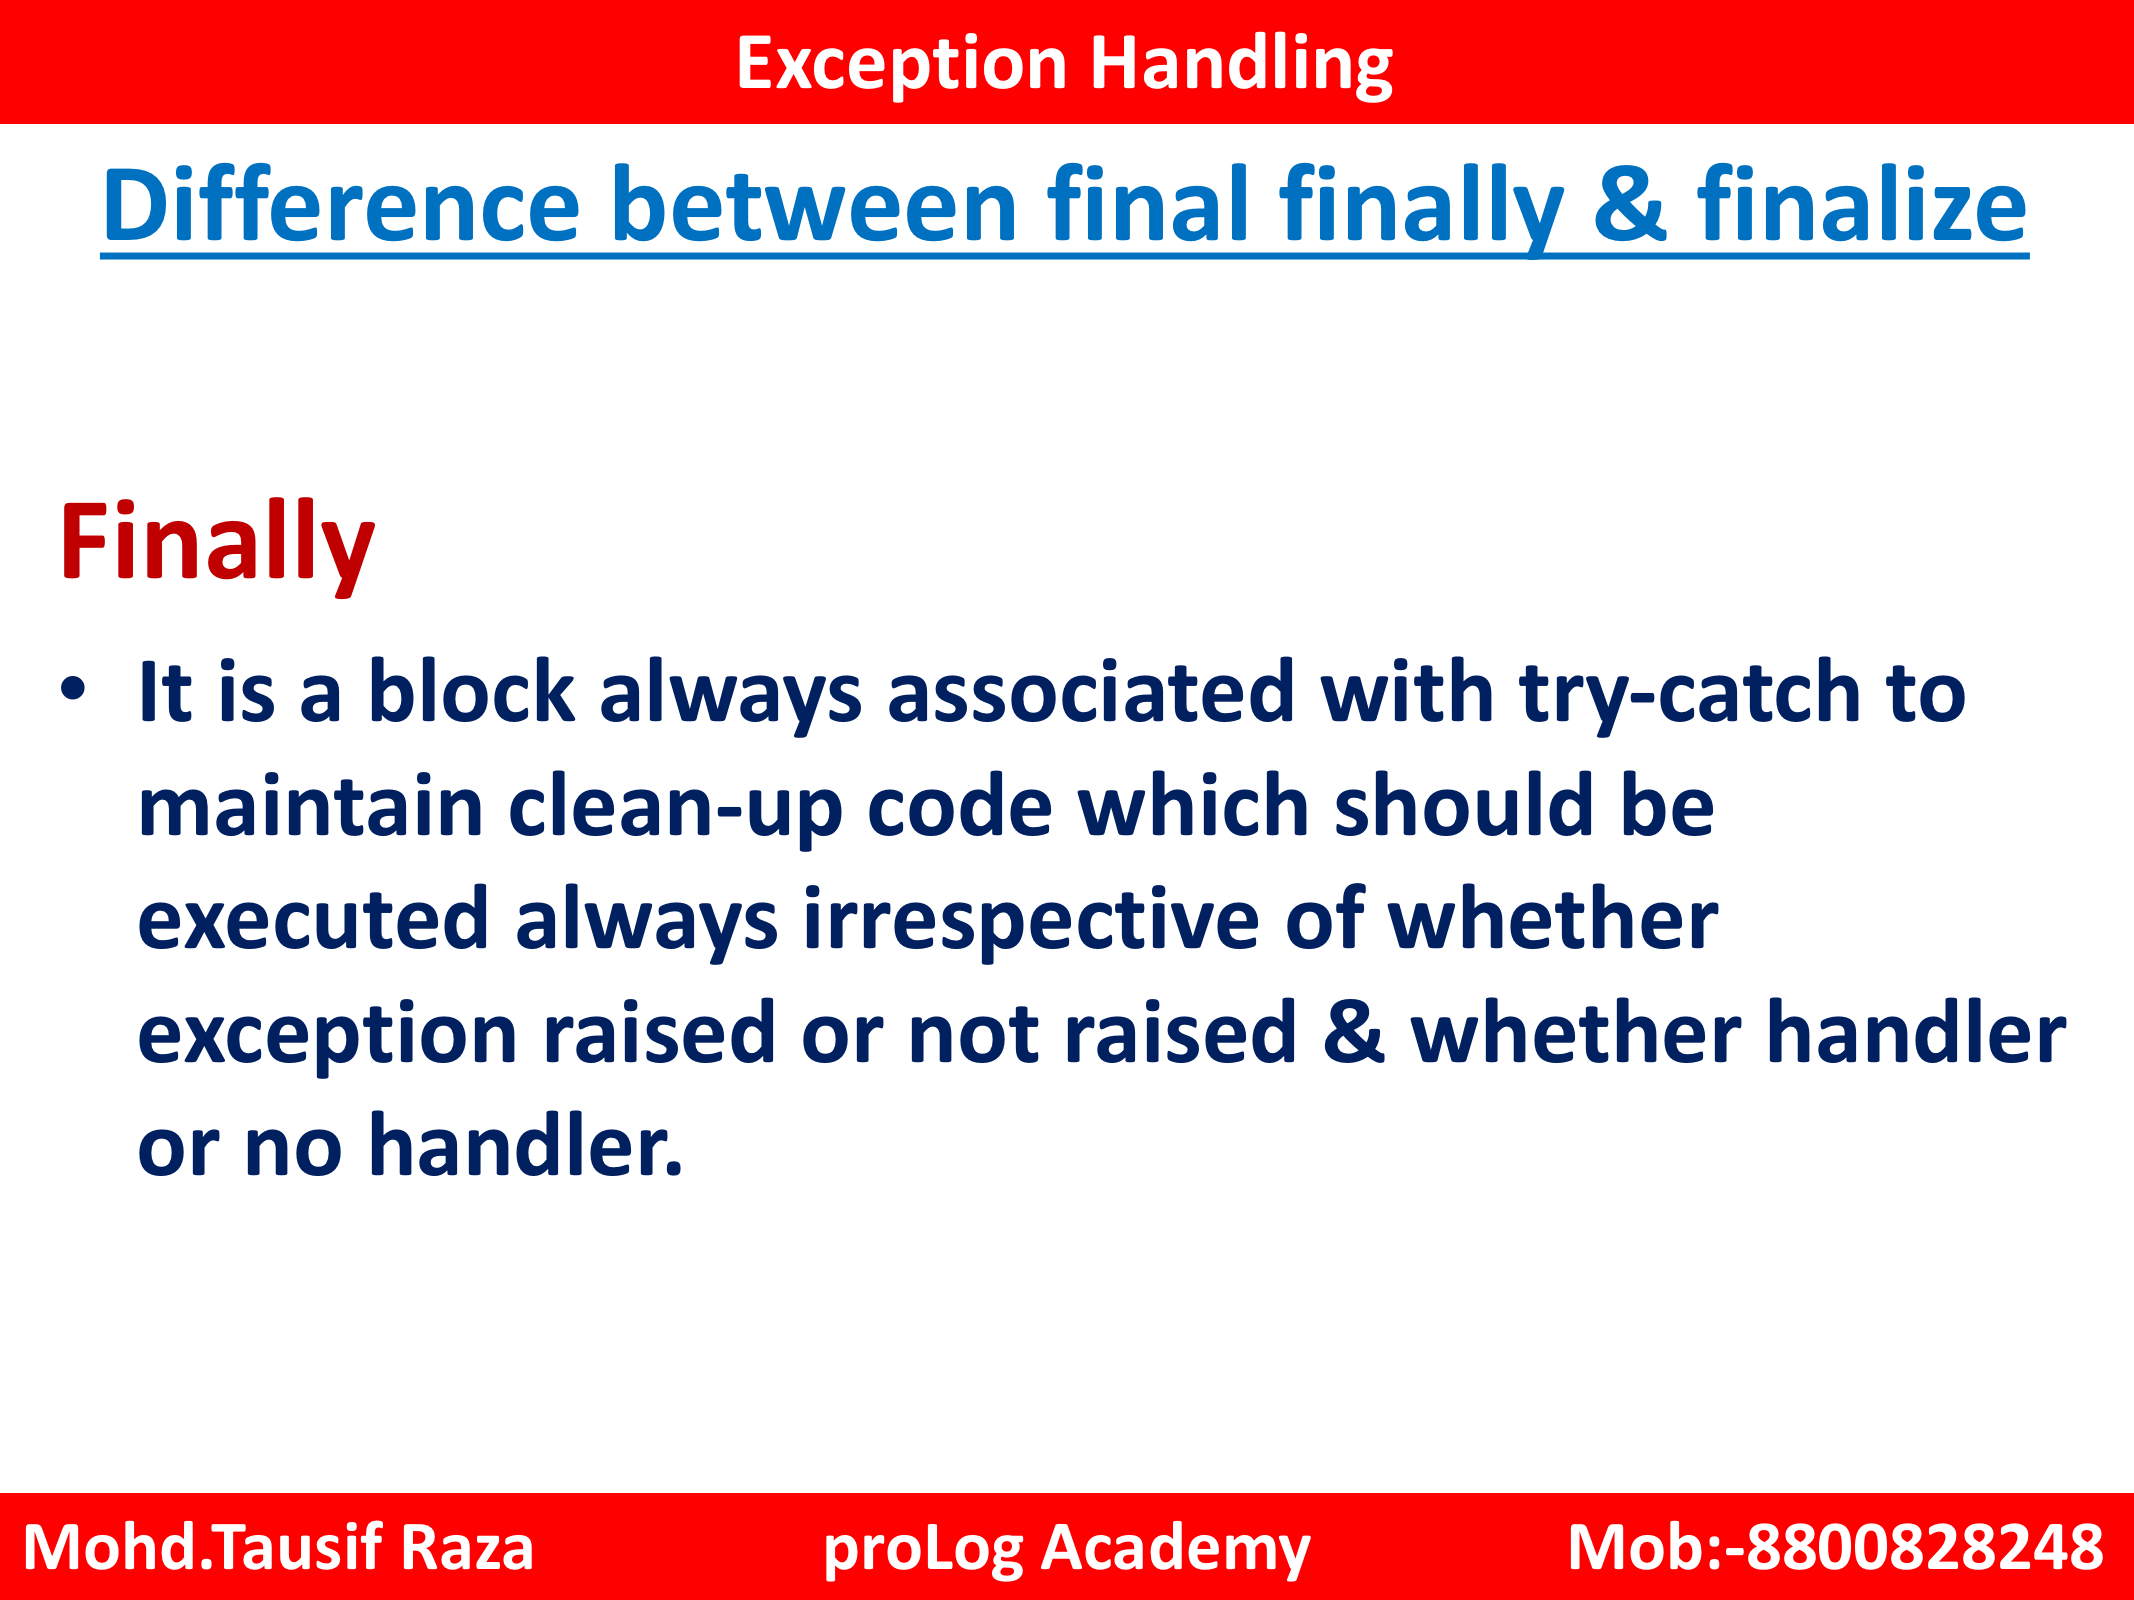 Exception Handling
Difference between final finally & finalize
Finally
• It is a block always associated with try-catch to
maintain clean-up code which should be
executed always irrespective of whether
exception raised or not raised & whether handler
or no handler.
Mohd.Tausif Raza proLog Academy Mob:-8800828248